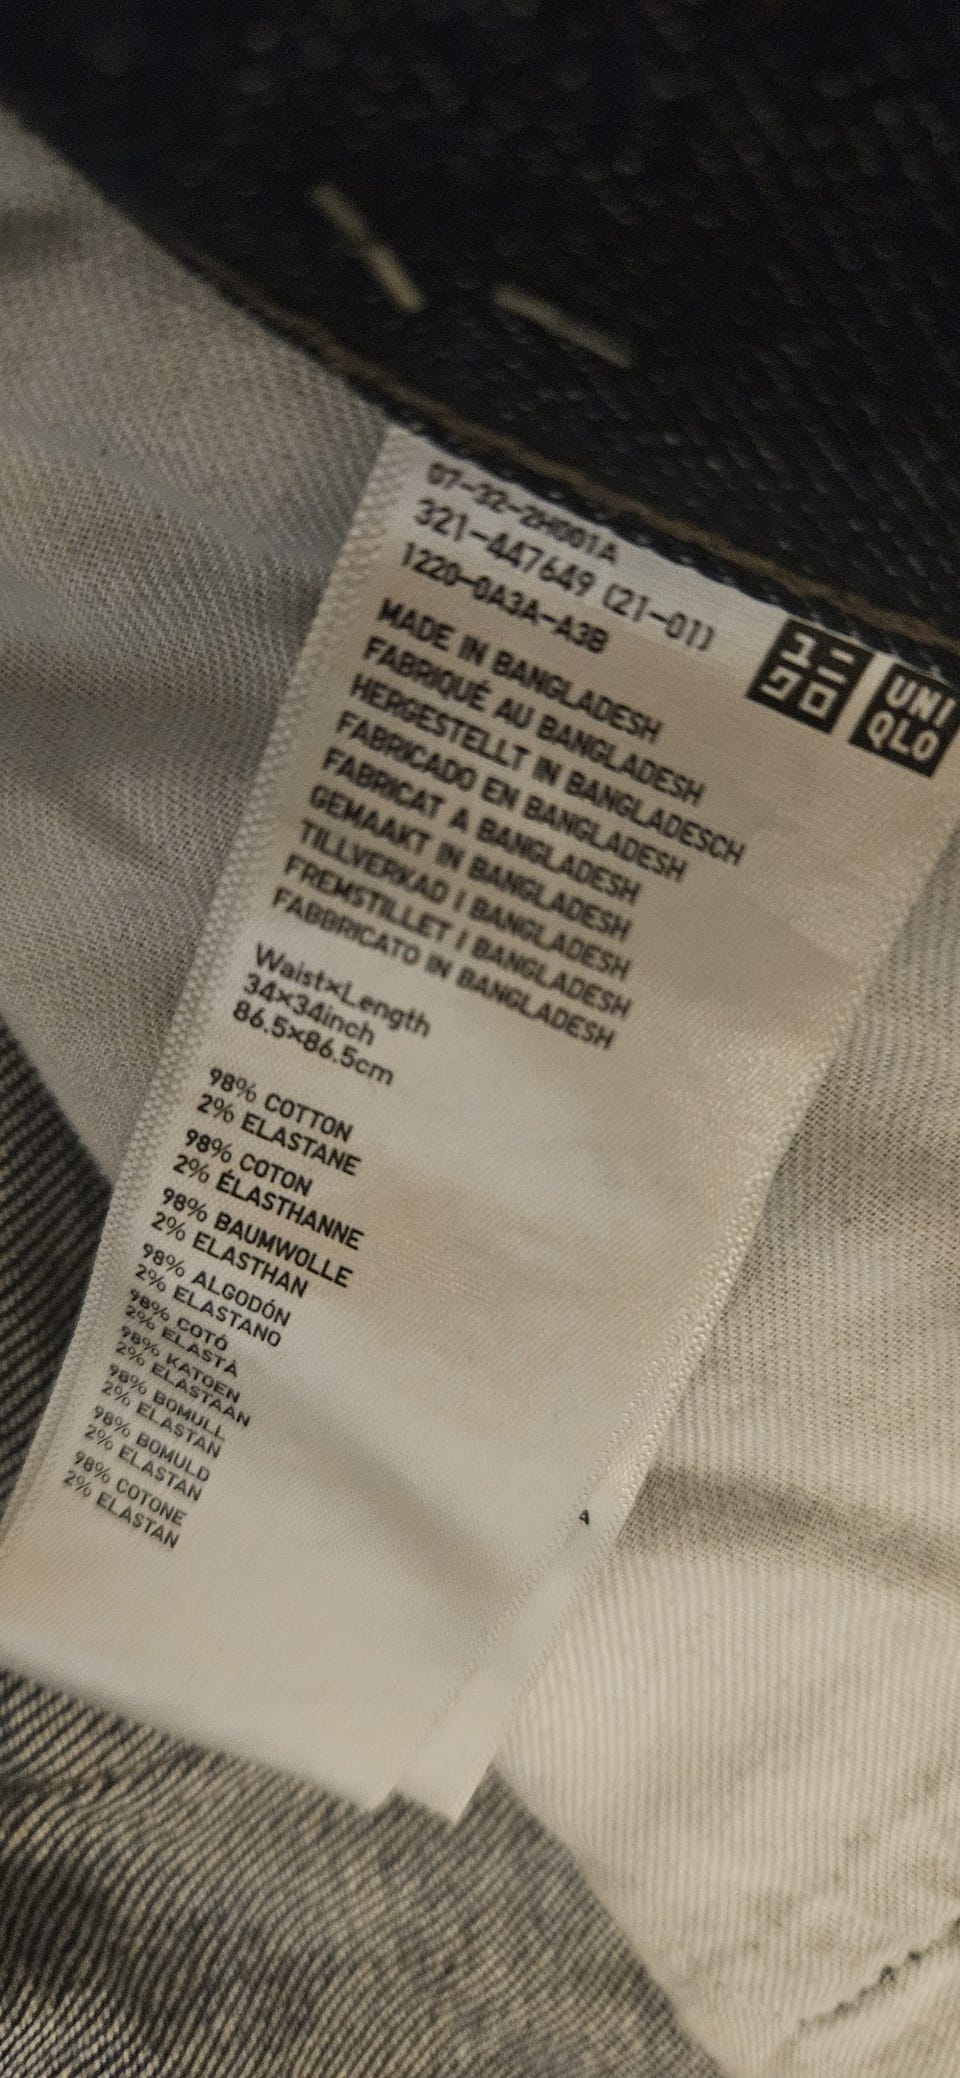 07-32-2H001A
321-447649 (21-01)
1220-0A3A-A3B
ユニ
クロ
UNI
QLO
MADE IN BANGLADESH
FABRIQUÉ AU BANGLADESH
HERGESTELLT IN BANGLADESCH
FABRICADO EN BANGLADESH
FABRICAT A BANGLADESH
GEMAAKT IN BANGLADESH
TILLVERKAD I BANGLADESH
FREMSTILLET I BANGLADESH
FABBRICATO IN BANGLADESH
Waist×Length
34×34inch
86.5×86.5cm
98% COTTON
2% ELASTANE
98% COTON
2% ÉLASTHANNE
98% BAUMWOLLE
2% ELASTHAN
98% ALGODÓN
2% ELASTANO
98% COTÓ
2% ELASTÀ
98% KATOEN
2% ELASTAAN
98% BOMULL
2% ELASTAN
98% BOMULD
2% ELASTAN
98% COTONE
2% ELASTAN
A